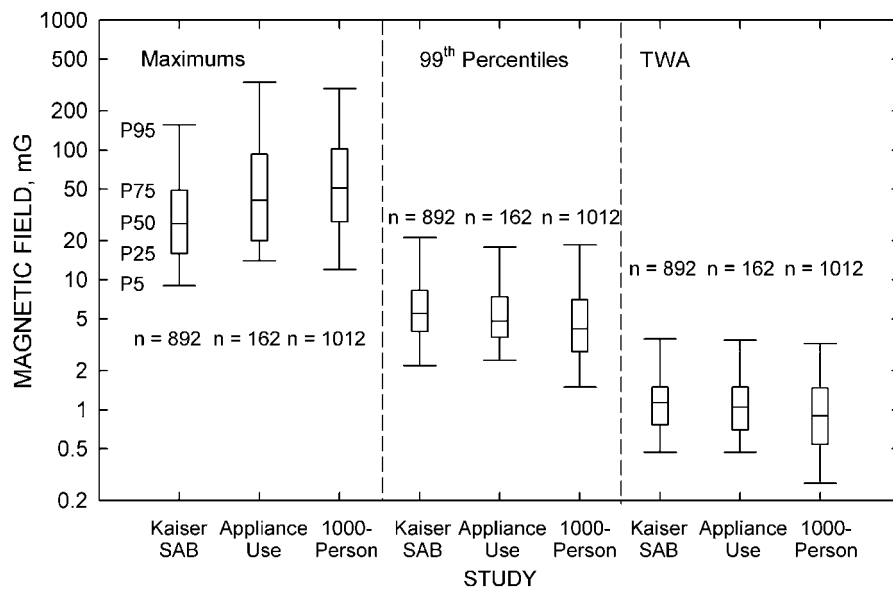 1000
500
200
100
50
20
10
5
2
1
0.5
0.2
MAGNETIC FIELD, mG
Maximums
99th Percentiles
TWA
P95
P75
P50
P25
P5
n = 892 n = 162 n = 1012
n = 892 n = 162 n = 1012
n = 892 n = 162 n = 1012
Kaiser SAB
Appliance Use
1000-Person
Kaiser SAB
Appliance Use
1000-Person
Kaiser SAB
Appliance Use
1000-Person
STUDY